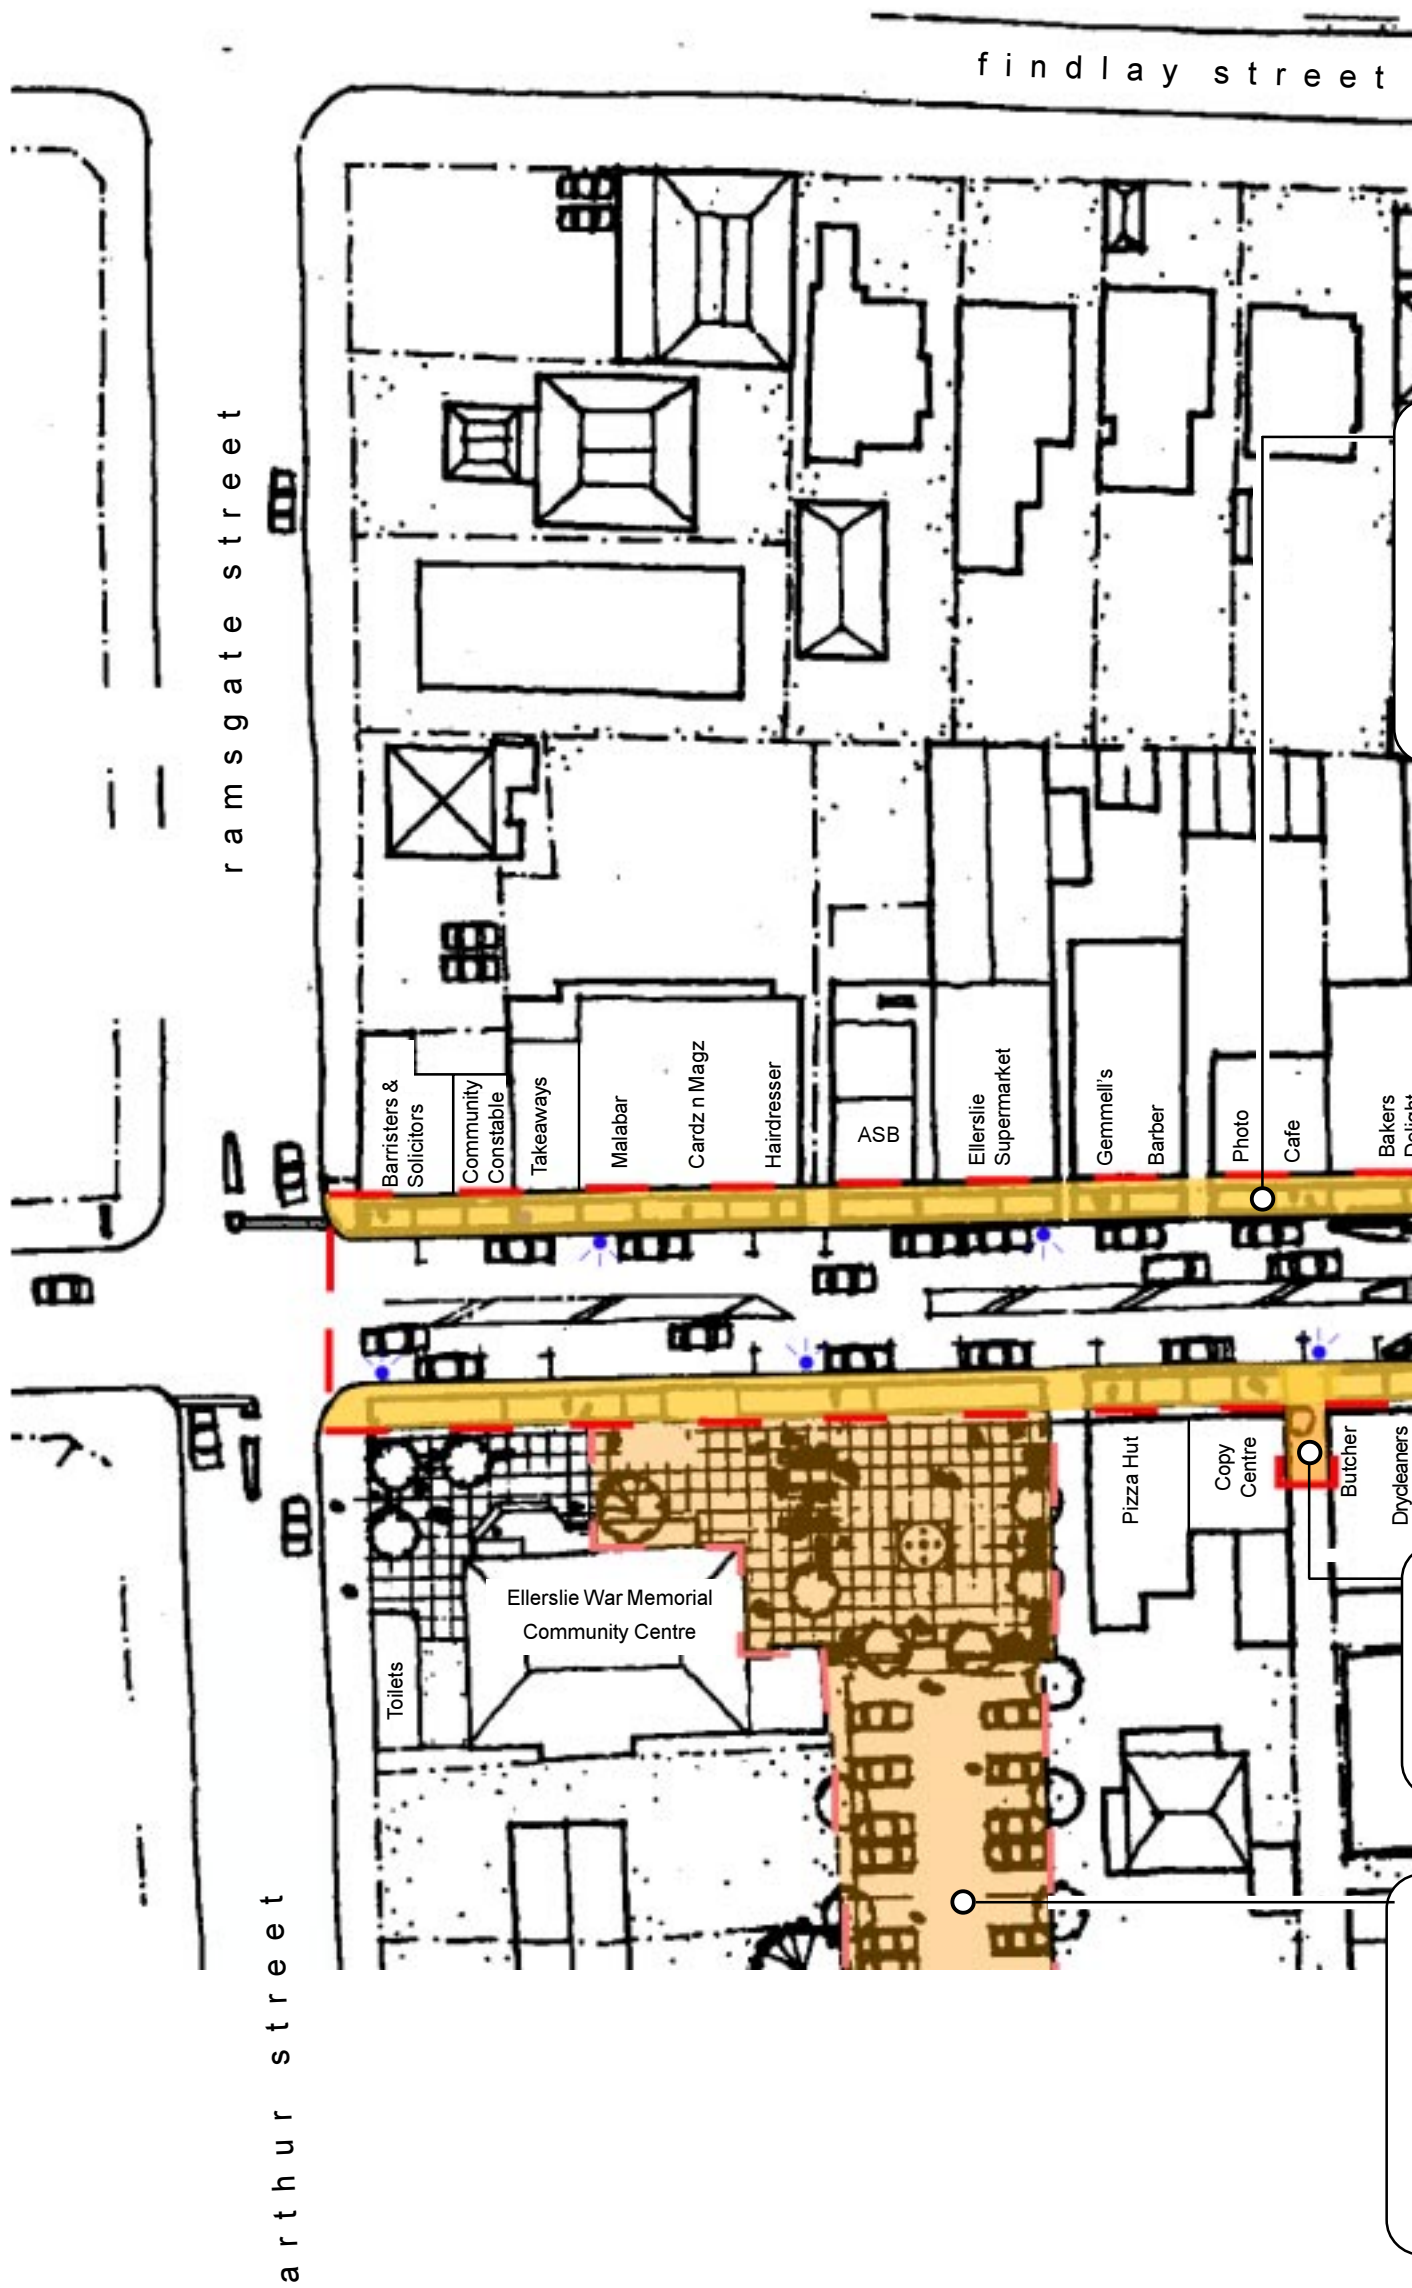 findlay street
ramsgate street
Barristers &
Solicitors
Community
Constable
Takeaways
Malabar
Cardz n Magz
Hairdresser
ASB
Ellerslie
Supermarket
Gemmell's
Barber
Photo
Cafe
Bakers
Delight
Pizza Hut
Copy
Centre
Butcher
Drycleaners
Ellerslie War Memorial
Community Centre
Toilets
arthur street